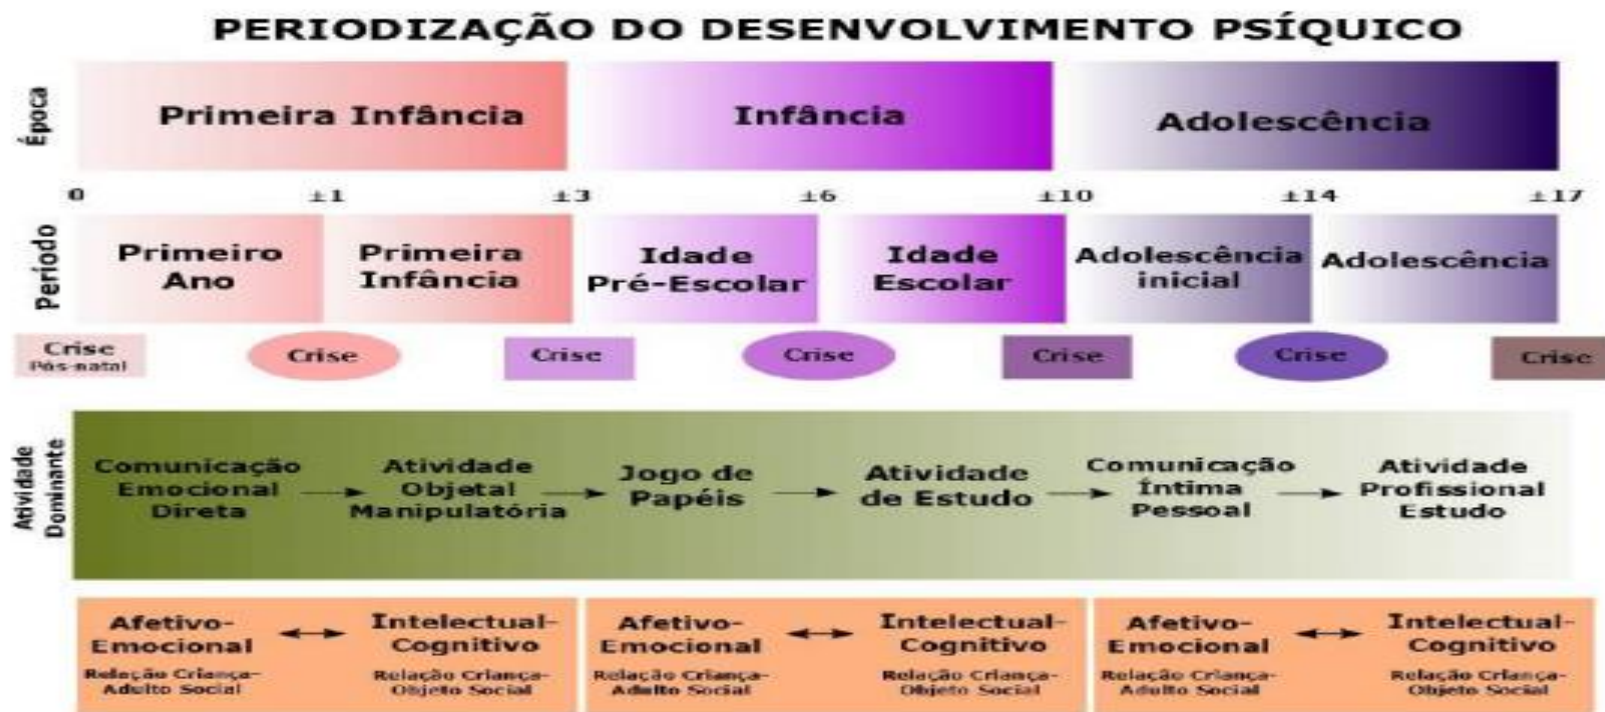 PERIODIZAÇÃO DO DESENVOLVIMENTO PSÍQUICO
Época
Primeira Infância
Infância
Adolescência
0 ±1 ±3 ±6 ±10 ±14 ±17
Período
Primeiro
Ano
Primeira
Infância
Idade
Pré-Escolar
Idade
Escolar
Adolescência
inicial
Adolescência
Crise
Pós-natal
Crise
Crise
Crise
Crise
Crise
Crise
Atividade
Dominante
Comunicação
Emocional
Direta
Atividade
Objetal
Manipulatória
Jogo de
Papéis
Atividade
de Estudo
Comunicação
Íntima
Pessoal
Atividade
Profissional
Estudo
Afetivo-
Emocional
Relação Criança-
Adulto Social
Intelectual-
Cognitivo
Relação Criança-
Objeto Social
Afetivo-
Emocional
Relação Criança-
Adulto Social
Intelectual-
Cognitivo
Relação Criança-
Objeto Social
Afetivo-
Emocional
Relação Criança-
Adulto Social
Intelectual-
Cognitivo
Relação Criança-
Objeto Social